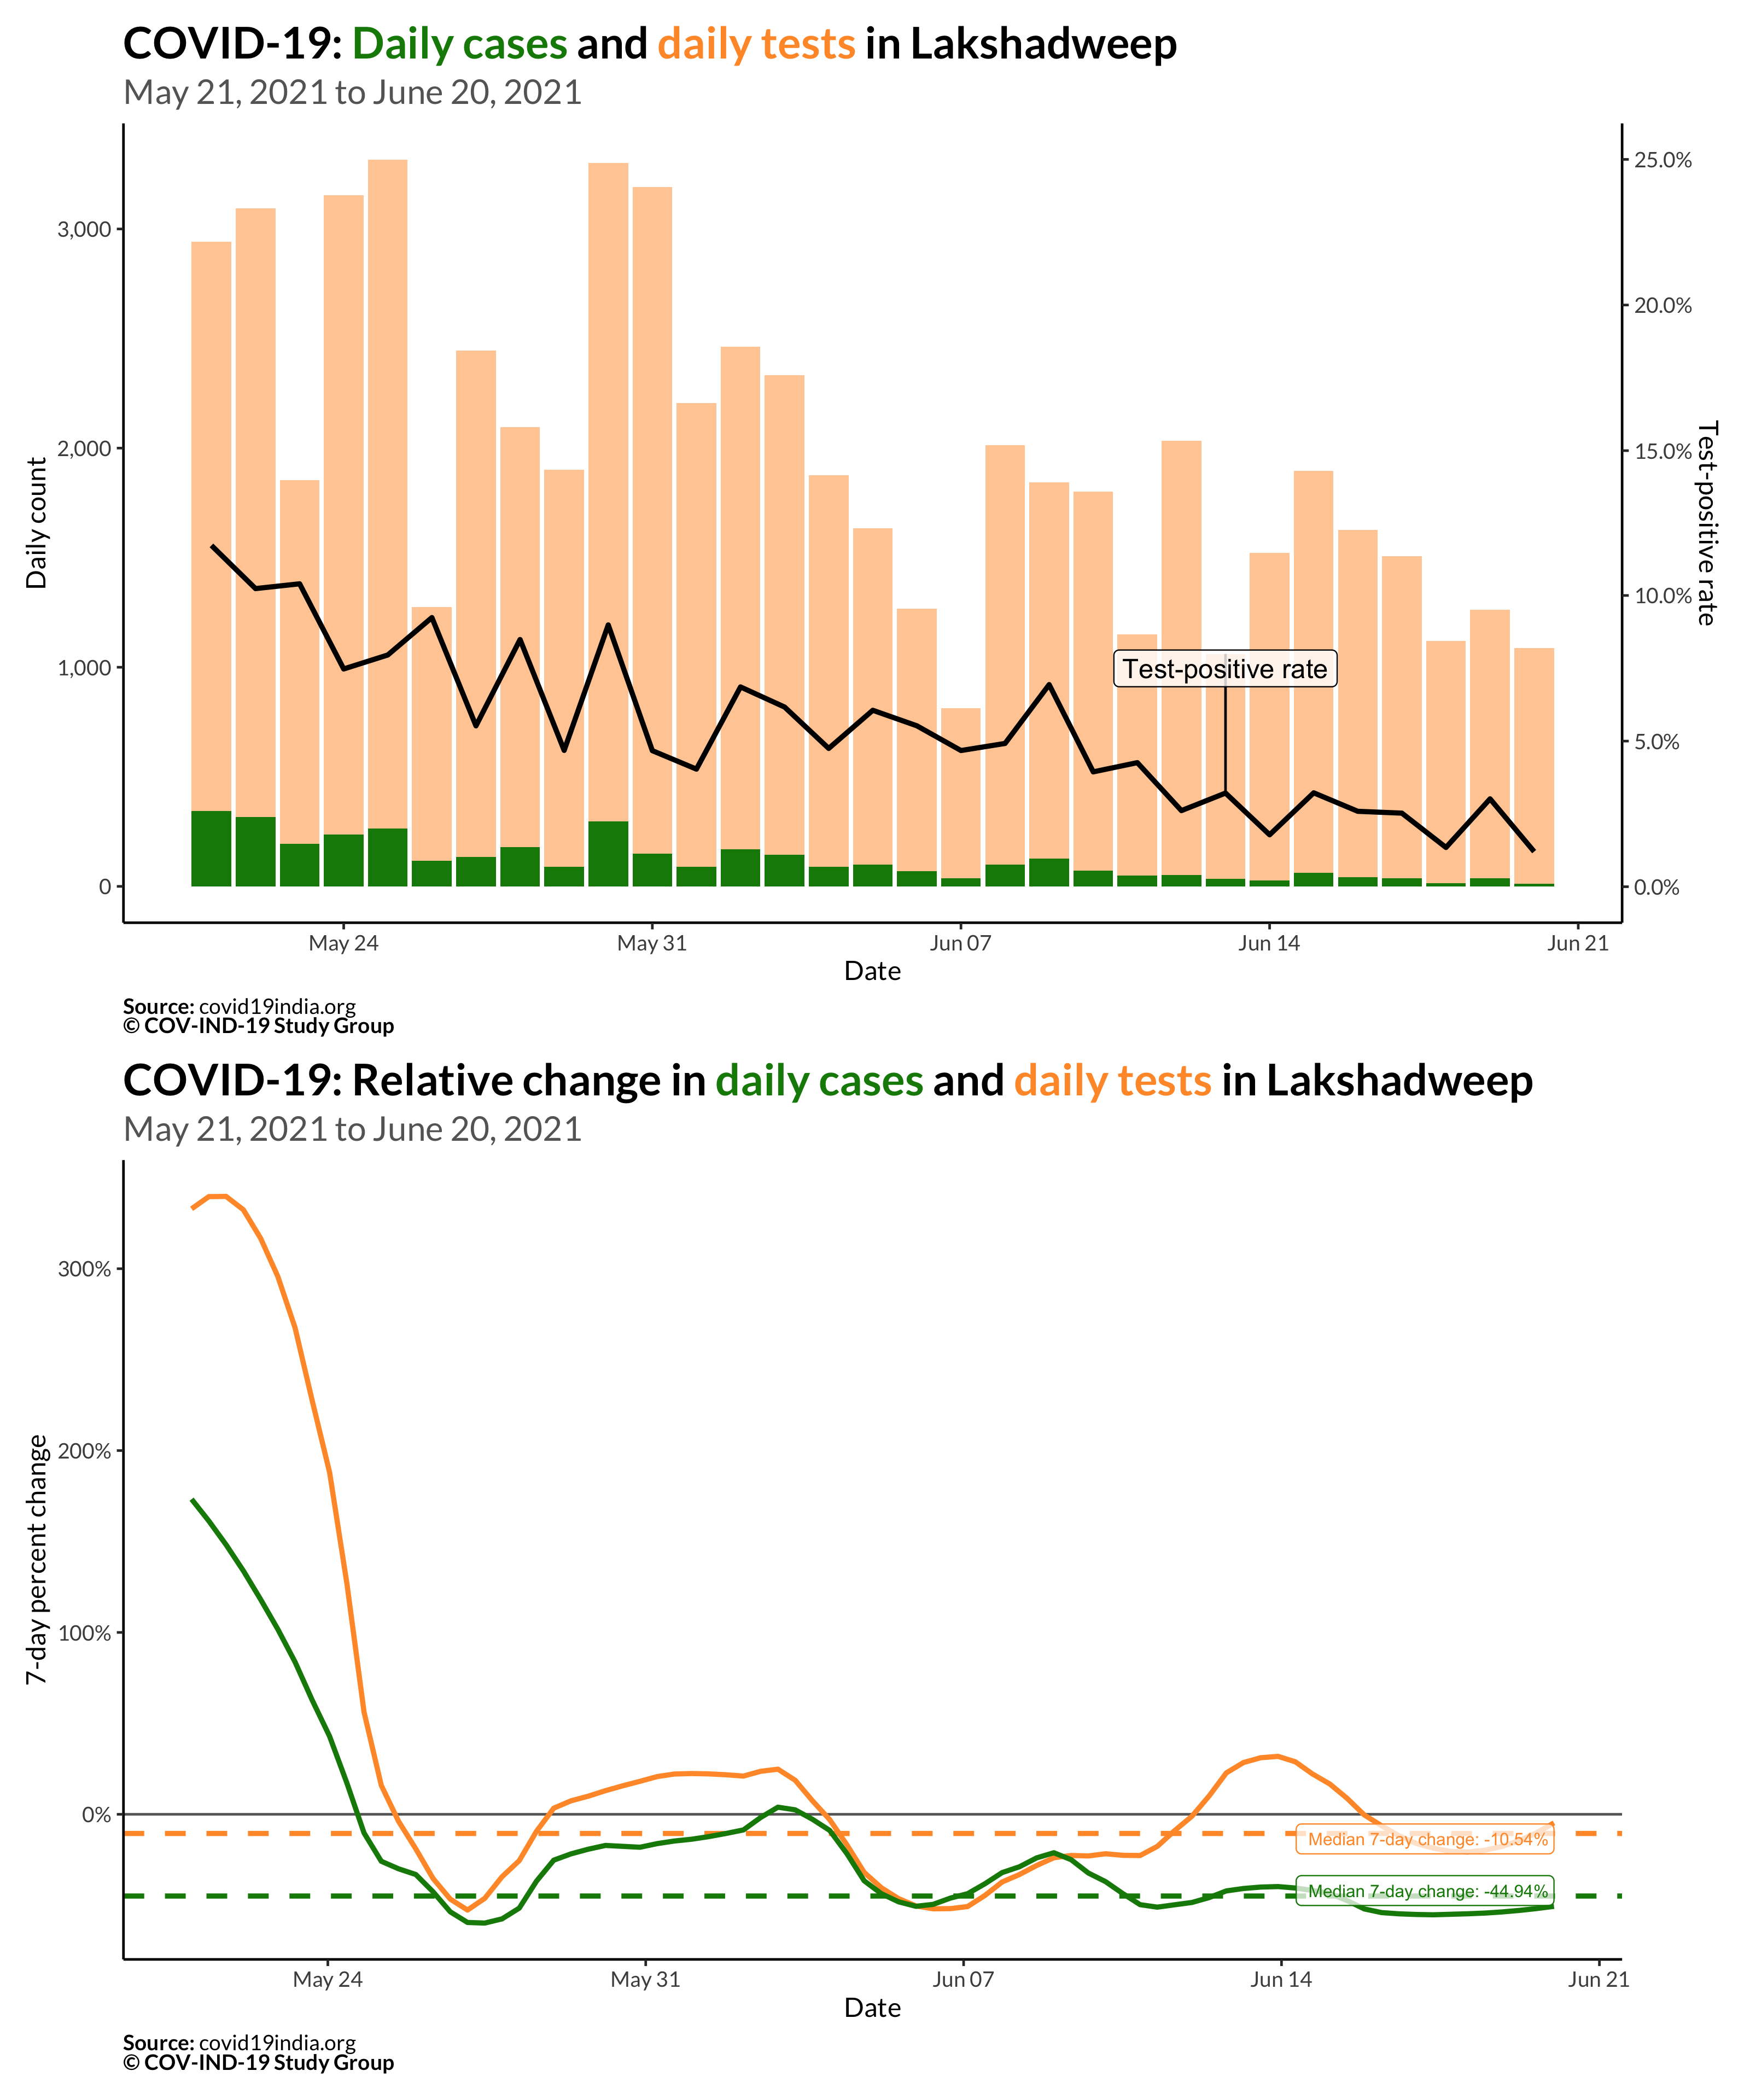 COVID-19: Daily cases and daily tests in Lakshadweep
May 21, 2021 to June 20, 2021
3,000
2,000
1,000
0
Daily count
25.0%
20.0%
15.0%
10.0%
5.0%
0.0%
Test-positive rate
Test-positive rate
May 24
May 31
Jun 07
Jun 14
Jun 21
Date
Source: covid19india.org
© COV-IND-19 Study Group
COVID-19: Relative change in daily cases and daily tests in Lakshadweep
May 21, 2021 to June 20, 2021
300%
200%
100%
0%
7-day percent change
Median 7-day change: -10.54%
Median 7-day change: -44.94%
May 24
May 31
Jun 07
Jun 14
Jun 21
Date
Source: covid19india.org
© COV-IND-19 Study Group